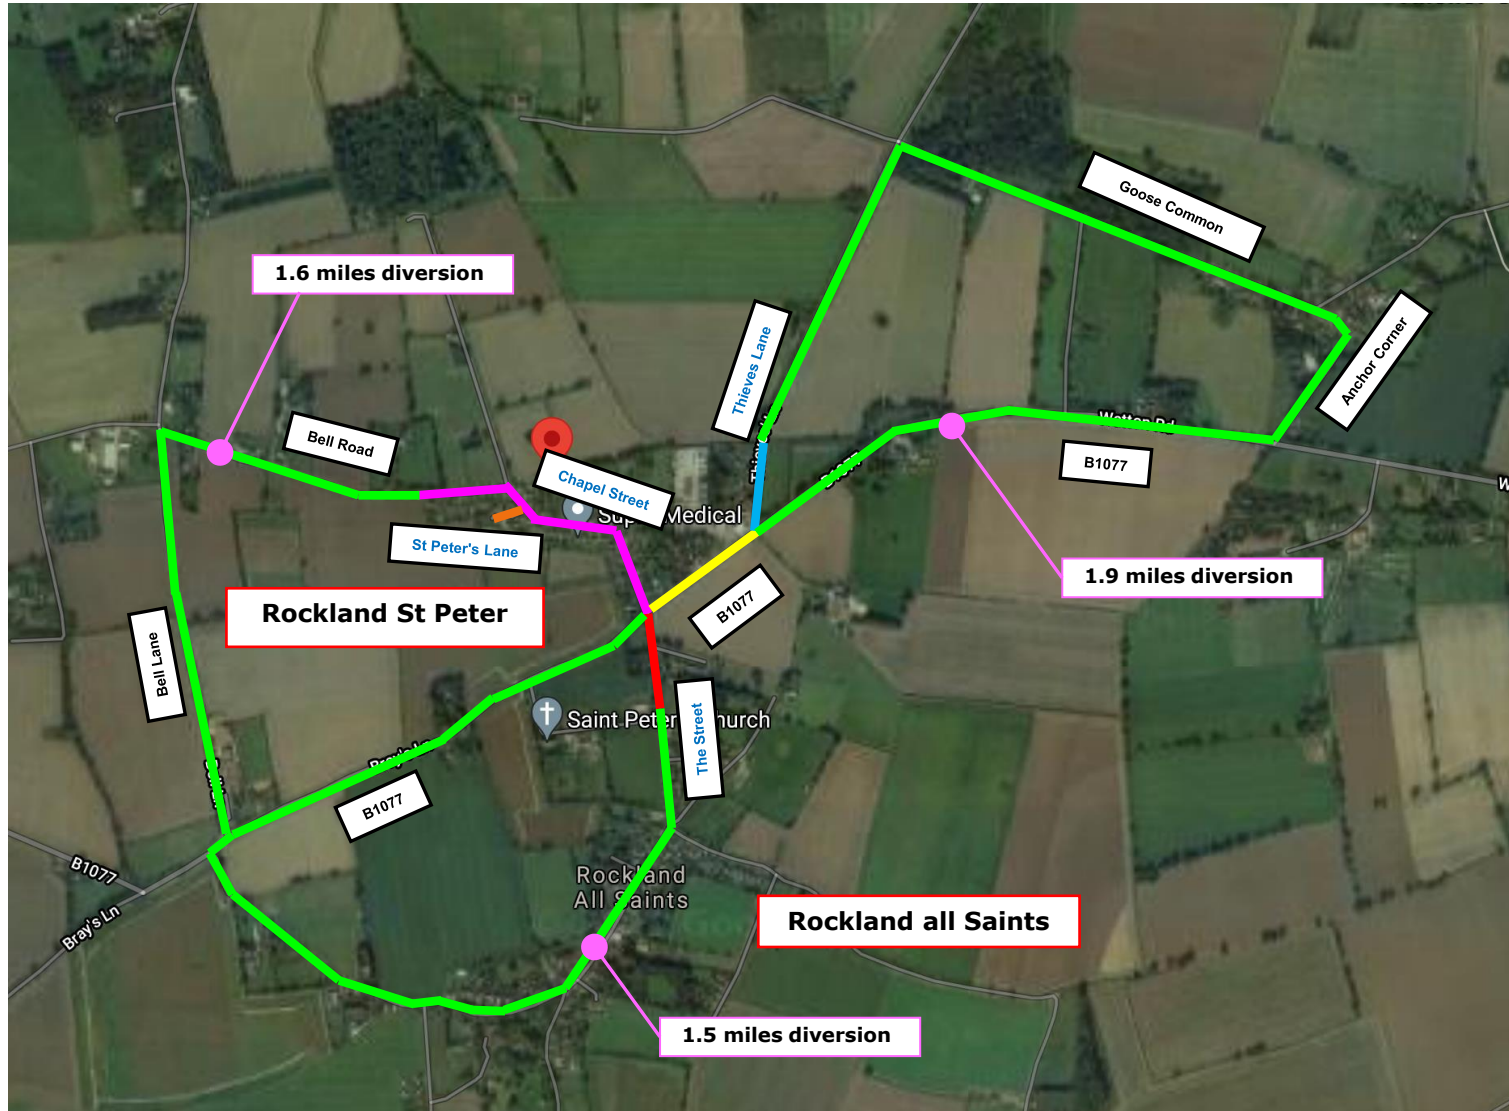 Goose Common
1.6 miles diversion
Thieves Lane
Anchor Corner
Bell Road
B1077
Chapel Street
Medical
St Peter's Lane
1.9 miles diversion
B1077
Rockland St Peter
Bell Lane
The Street
Saint Pete
hurch
B1077
B1077
Bray's Ln
Rockland
All Saints
Rockland all Saints
1.5 miles diversion